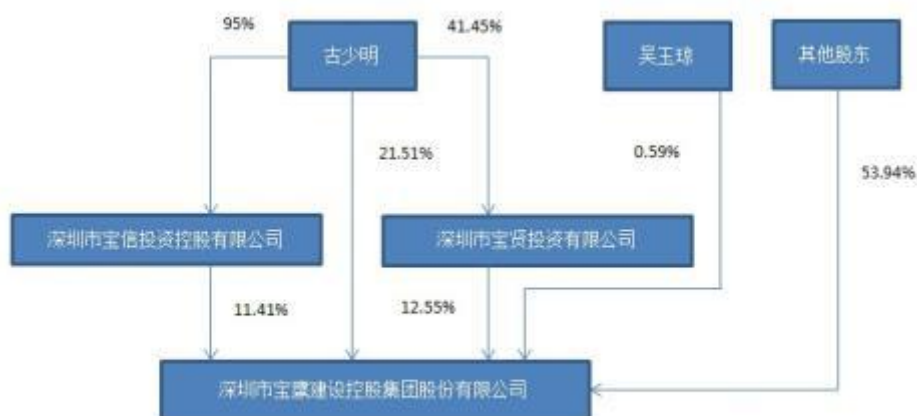 95%
41.45%
古少明
吴玉琼
其他股东
21.51%
0.59%
53.94%
深圳市宝信投资控股有限公司
深圳市宝贤投资有限公司
11.41%
12.55%
深圳市宝鹰建设控股集团股份有限公司